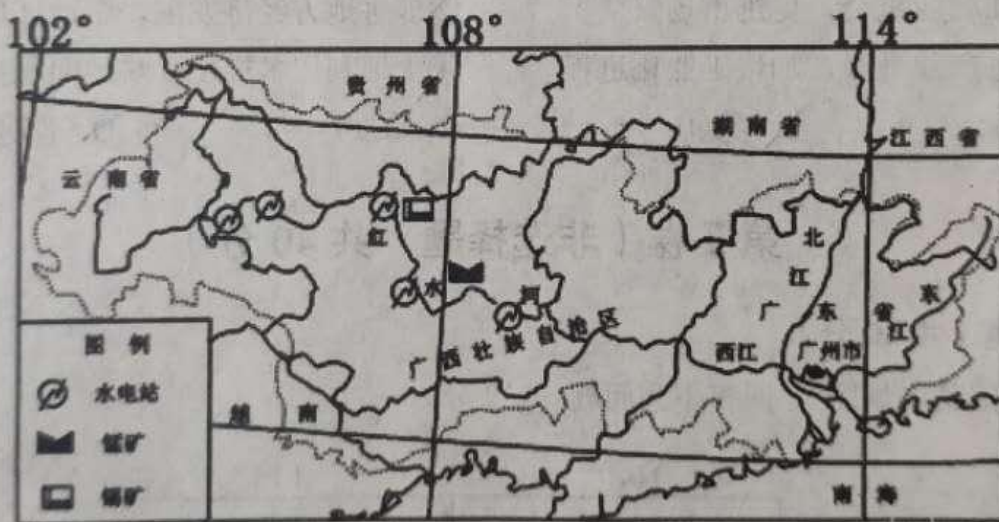 102° 108° 114°
贵州省
湖南省
江西省
云南省
红水河
北江
广东省
东江
广西壮族自治区
西江
广州市
越南
南海
图例
水电站
锰矿
锡矿